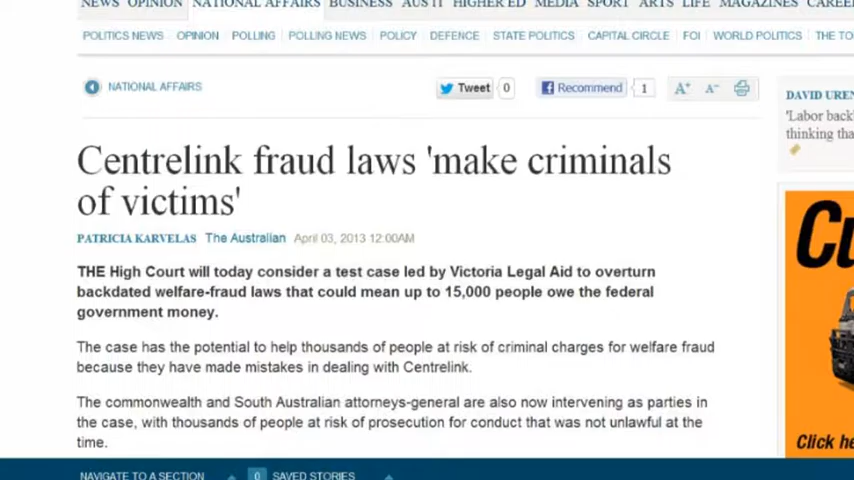 NEWS OPINION NATIONAL AFFAIRS BUSINESS AUS IT HIGHER ED MEDIA SPORT ARTS LIFE MAGAZINES
POLITICS NEWS OPINION POLLING POLLING NEWS POLICY DEFENCE STATE POLITICS CAPITAL CIRCLE FOI WORLD POLITICS THE
NATIONAL AFFAIRS
Tweet 0
Recommend 1
A+ A-
Centrelink fraud laws 'make criminals
of victims'
PATRICIA KARVELAS The Australian April 03, 2013 12:00AM
THE High Court will today consider a test case led by Victoria Legal Aid to overturn
backdated welfare-fraud laws that could mean up to 15,000 people owe the federal
government money.
The case has the potential to help thousands of people at risk of criminal charges for welfare fraud
because they have made mistakes in dealing with Centrelink.
The commonwealth and South Australian attorneys-general are also now intervening as parties in
the case, with thousands of people at risk of prosecution for conduct that was not unlawful at the
time.
DAVID
'Labor
thinking
Click
NAVIGATE TO A SECTION 0 SAVED STORIES